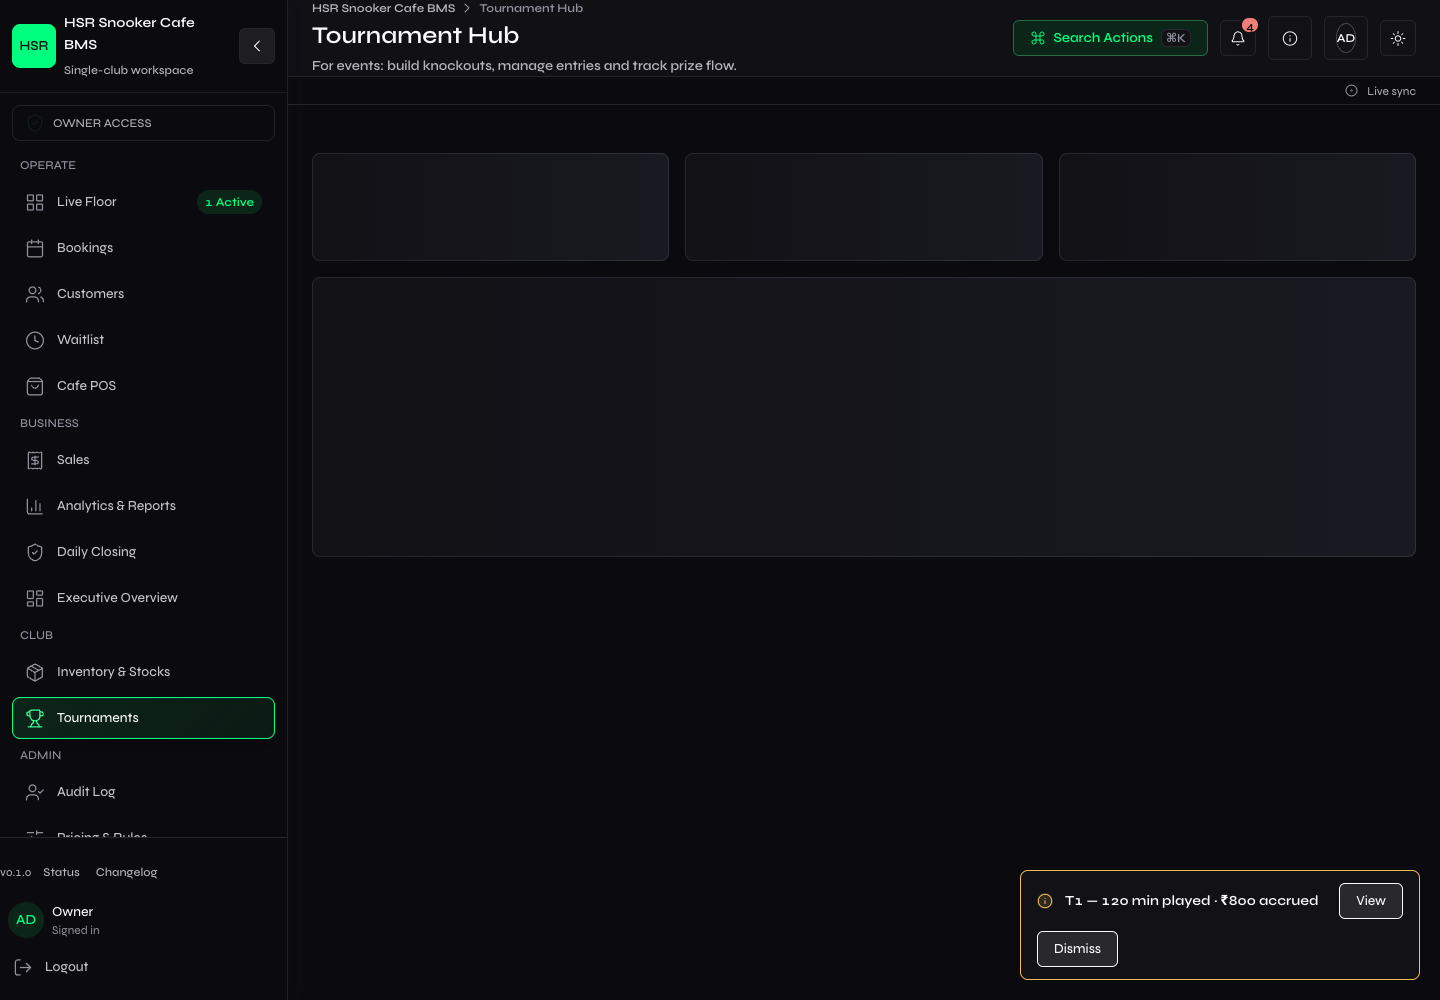 HSR
HSR Snooker Cafe
BMS
Single-club workspace
OWNER ACCESS
OPERATE
Live Floor
1 Active
Bookings
Customers
Waitlist
Cafe POS
BUSINESS
Sales
Analytics & Reports
Daily Closing
Executive Overview
CLUB
Inventory & Stocks
Tournaments
ADMIN
Audit Log
Pricing & Rules
v0.1.0 Status Changelog
AD
Owner
Signed in
Logout
HSR Snooker Cafe BMS > Tournament Hub
Tournament Hub
For events: build knockouts, manage entries and track prize flow.
Search Actions ⌘K
4
AD
Live sync
T1 — 120 min played · ₹800 accrued
View
Dismiss